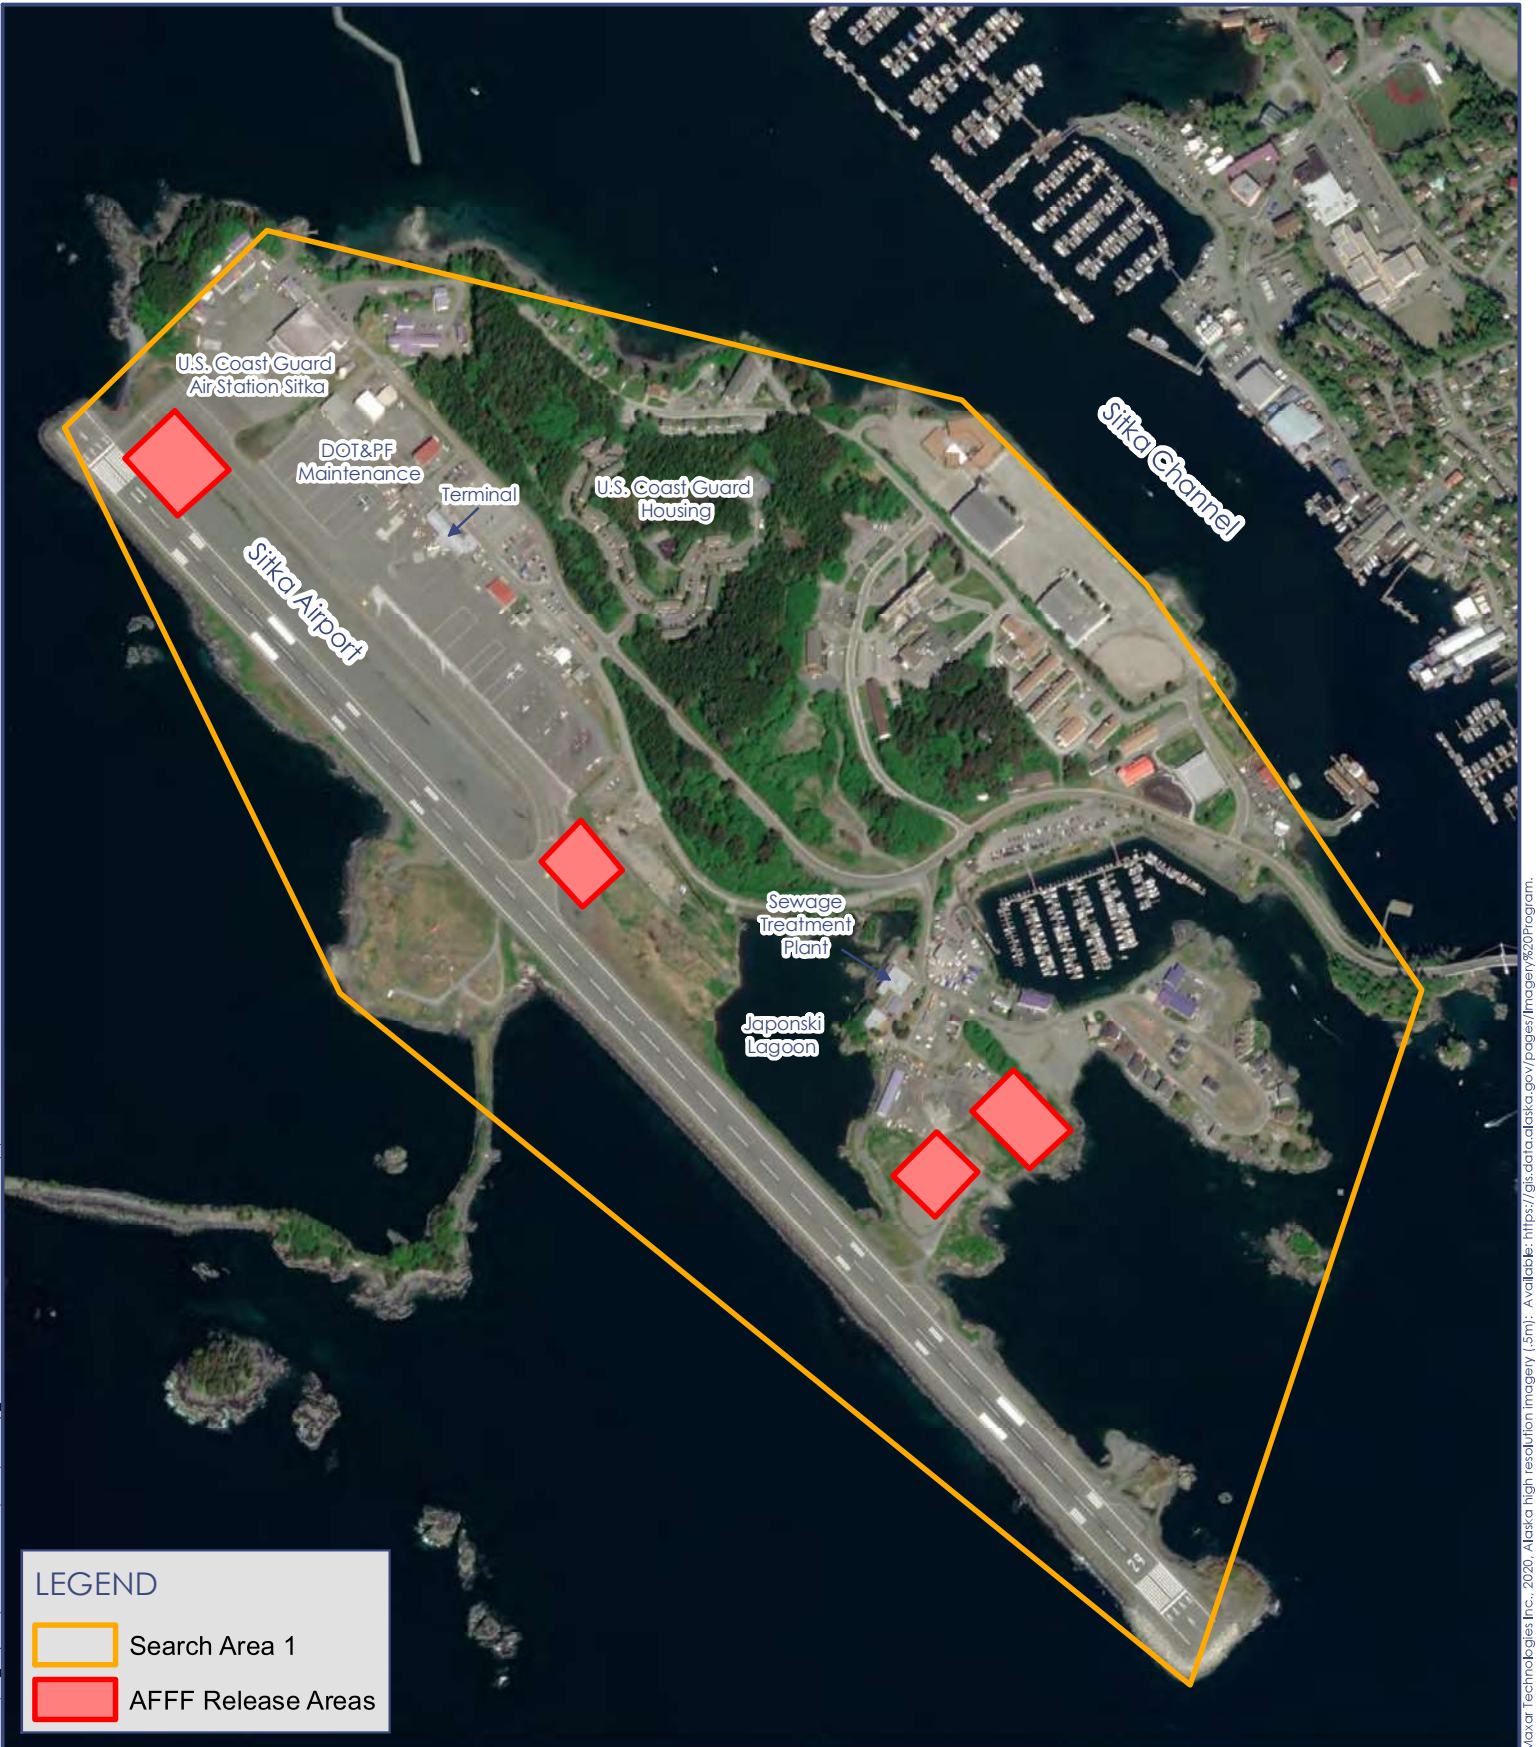 U.S. Coast Guard
Air Station Sitka
DOT&PF
Maintenance
Terminal
U.S. Coast Guard
Housing
Sitka Channel
Sitka Airport
Sewage
Treatment
Plant
Japonski
Lagoon
LEGEND
Search Area 1
AFFF Release Areas
Maxar Technologies Inc., 2020, Alaska high resolution imagery (.5m): Available: https://gis.data.alaska.gov/pages/Imagery%20Program.